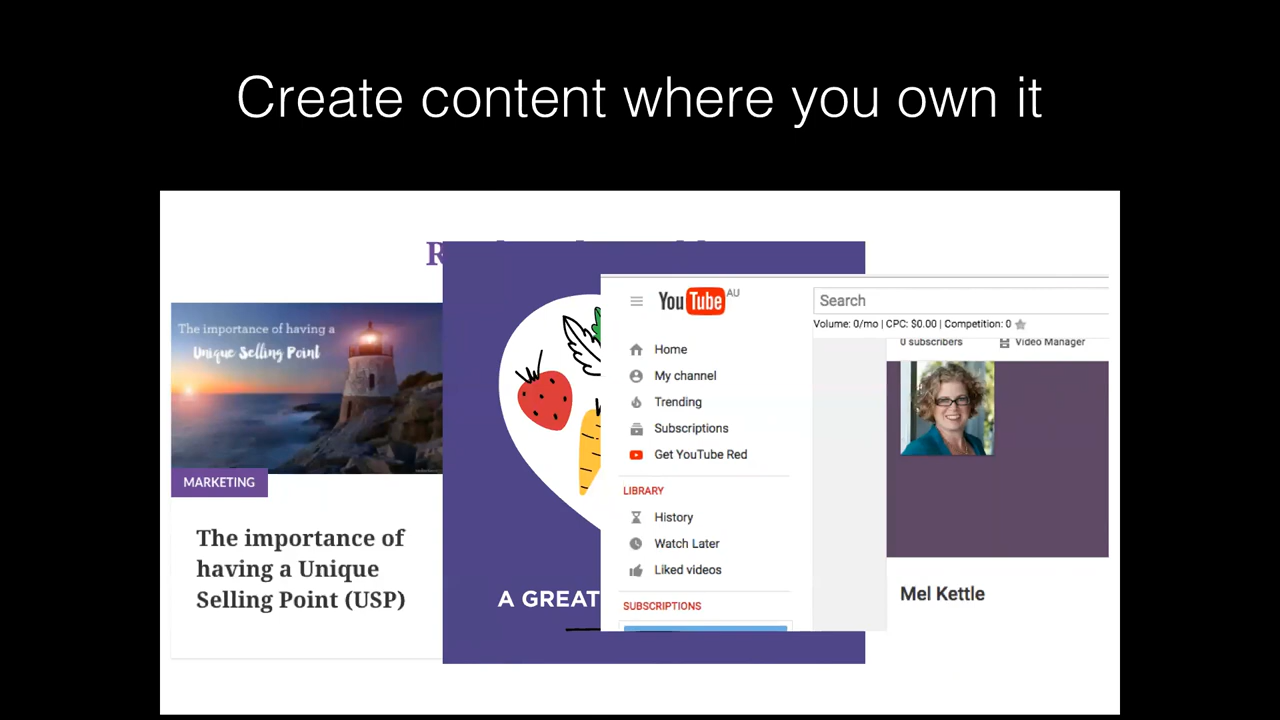 Create content where you own it
The importance of having a
Unique Selling Point
MARKETING
The importance of
having a Unique
Selling Point (USP)
A GREAT
YouTube AU
Search
Volume: 0/mo | CPC: $0.00 | Competition: 0
0 subscribers
Video Manager
Home
My channel
Trending
Subscriptions
Get YouTube Red
LIBRARY
History
Watch Later
Liked videos
SUBSCRIPTIONS
Mel Kettle